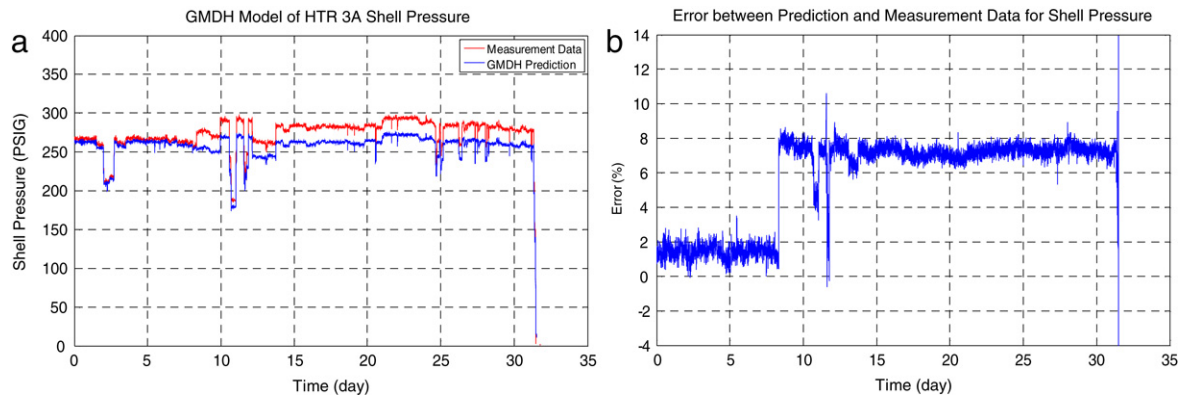 a
GMDH Model of HTR 3A Shell Pressure
Shell Pressure (PSIG)
400
350
300
250
200
150
300
50
0
0 5 10 15 20 25 30 35
Time (day)
Measurement Data
GMDH Prediction
b
Error between Prediction and Measurement Data for Shell Pressure
Error (%)
14
12
10
8
6
4
2
0
-2
-4
0 5 10 15 20 25 30 35
Time (day)